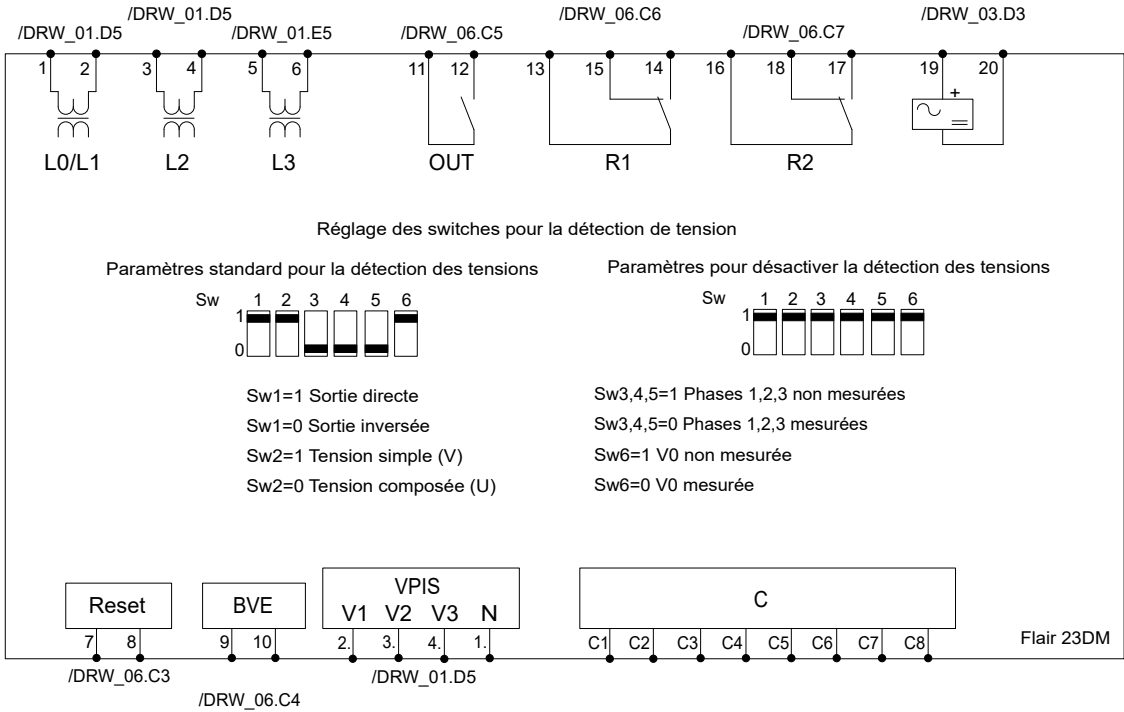 /DRW_01.D5
/DRW_06.C6
/DRW_03.D3
/DRW_01.D5
/DRW_01.E5
/DRW_06.C5
/DRW_06.C7
1 2 3 4 5 6 11 12 13 15 14 16 18 17 19 20
+
L0/L1 L2 L3 OUT R1 R2
Réglage des switches pour la détection de tension
Paramètres standard pour la détection des tensions
Sw 1 2 3 4 5 6
1
0
Sw1=1 Sortie directe
Sw1=0 Sortie inversée
Sw2=1 Tension simple (V)
Sw2=0 Tension composée (U)
Paramètres pour désactiver la détection des tensions
Sw 1 2 3 4 5 6
1
0
Sw3,4,5=1 Phases 1,2,3 non mesurées
Sw3,4,5=0 Phases 1,2,3 mesurées
Sw6=1 V0 non mesurée
Sw6=0 V0 mesurée
Reset
BVE
VPIS
V1 V2 V3 N
C
7 8 9 10 2. 3. 4. 1. C1 C2 C3 C4 C5 C6 C7 C8
Flair 23DM
/DRW_06.C3
/DRW_01.D5
/DRW_06.C4